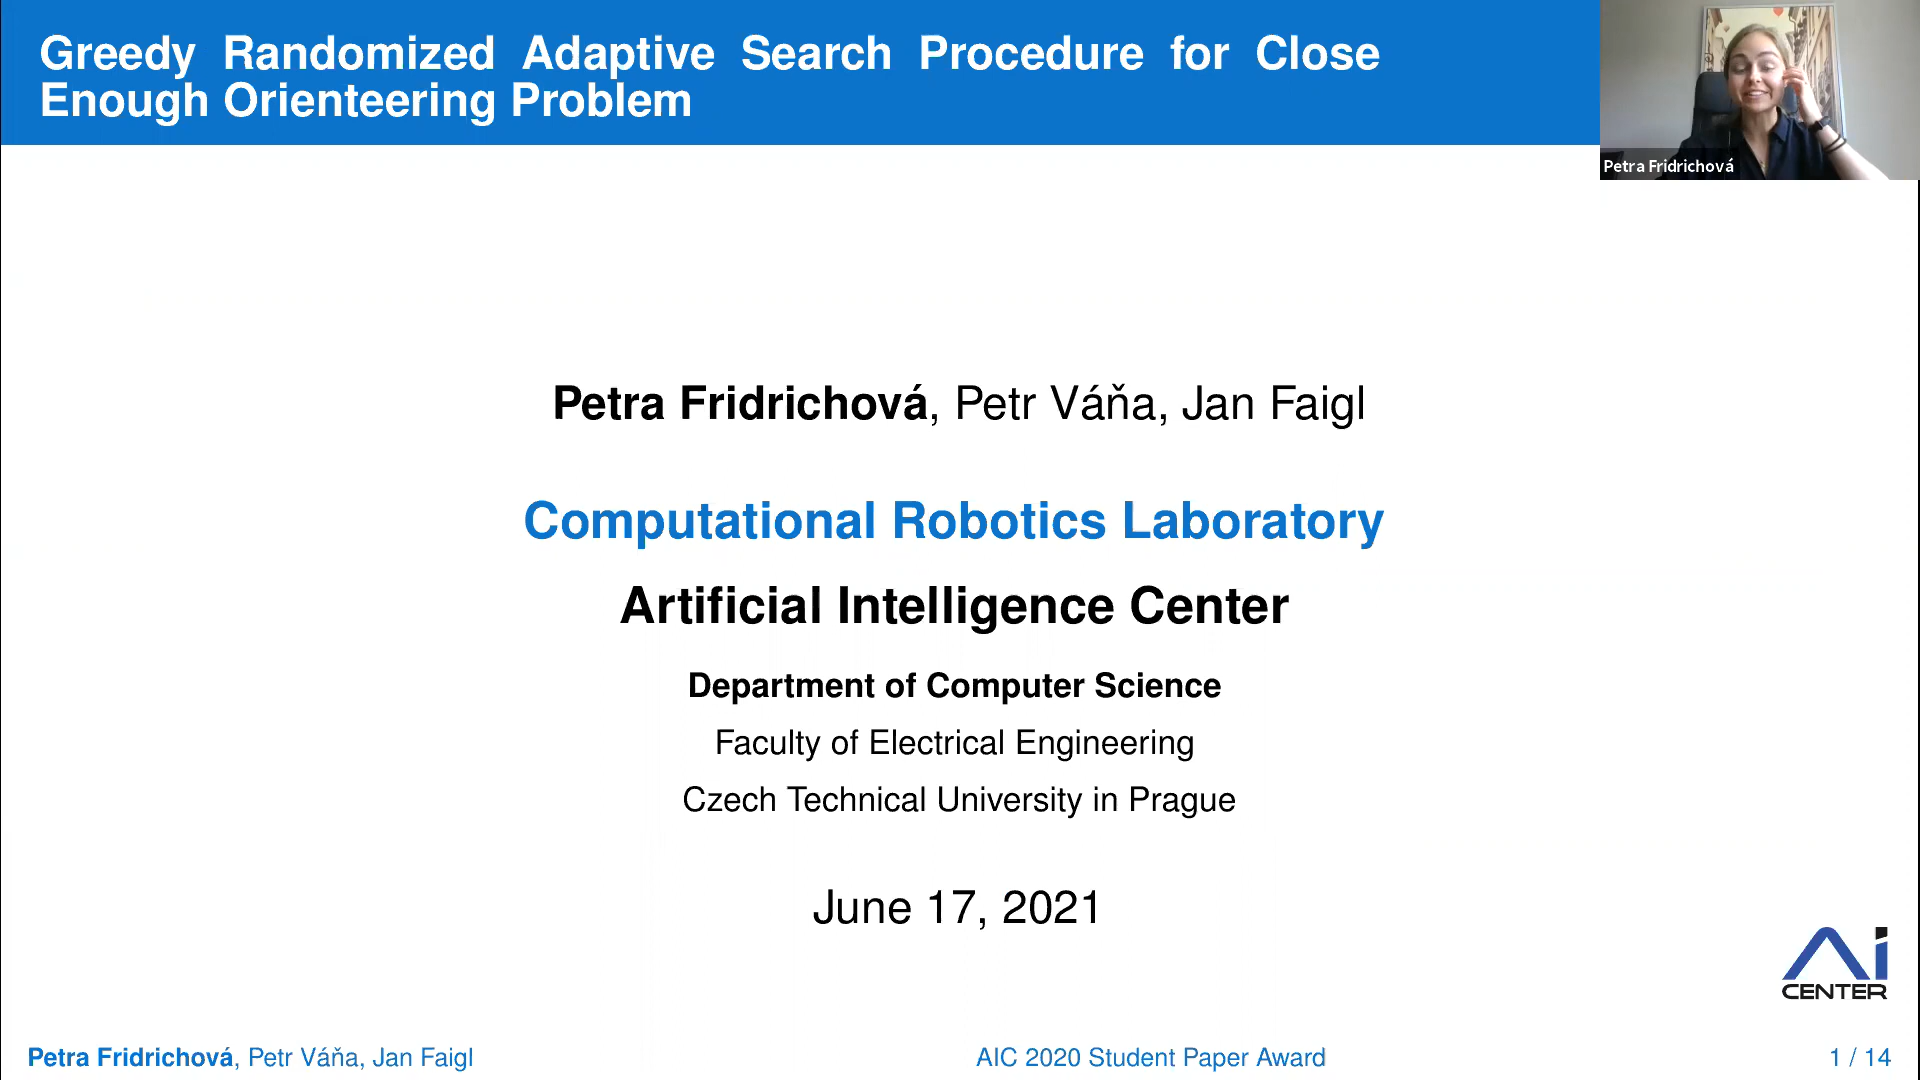 Greedy Randomized Adaptive Search Procedure for Close
Enough Orienteering Problem
Petra Fridrichová
Petra Fridrichová, Petr Váňa, Jan Faigl
Computational Robotics Laboratory
Artificial Intelligence Center
Department of Computer Science
Faculty of Electrical Engineering
Czech Technical University in Prague
June 17, 2021
Ai
CENTER
Petra Fridrichová, Petr Váňa, Jan Faigl
AIC 2020 Student Paper Award
1 / 14